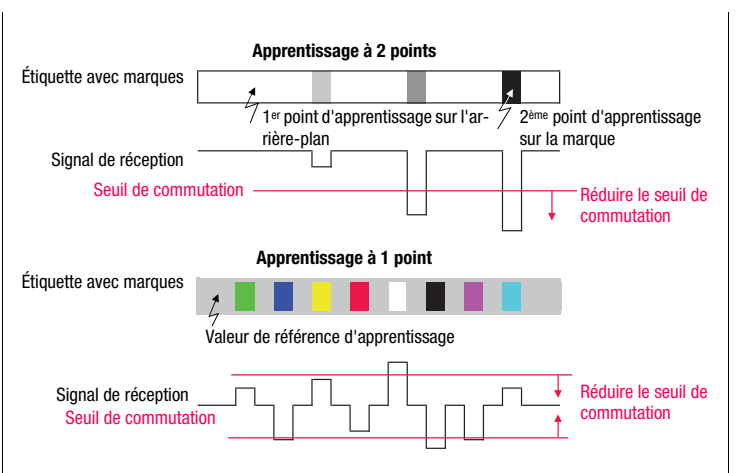 Apprentissage à 2 points
Étiquette avec marques
1er point d'apprentissage sur l'ar-
rière-plan
2ème point d'apprentissage
sur la marque
Signal de réception
Seuil de commutation
Réduire le seuil de
commutation
Apprentissage à 1 point
Étiquette avec marques
Valeur de référence d'apprentissage
Signal de réception
Seuil de commutation
Réduire le seuil de
commutation